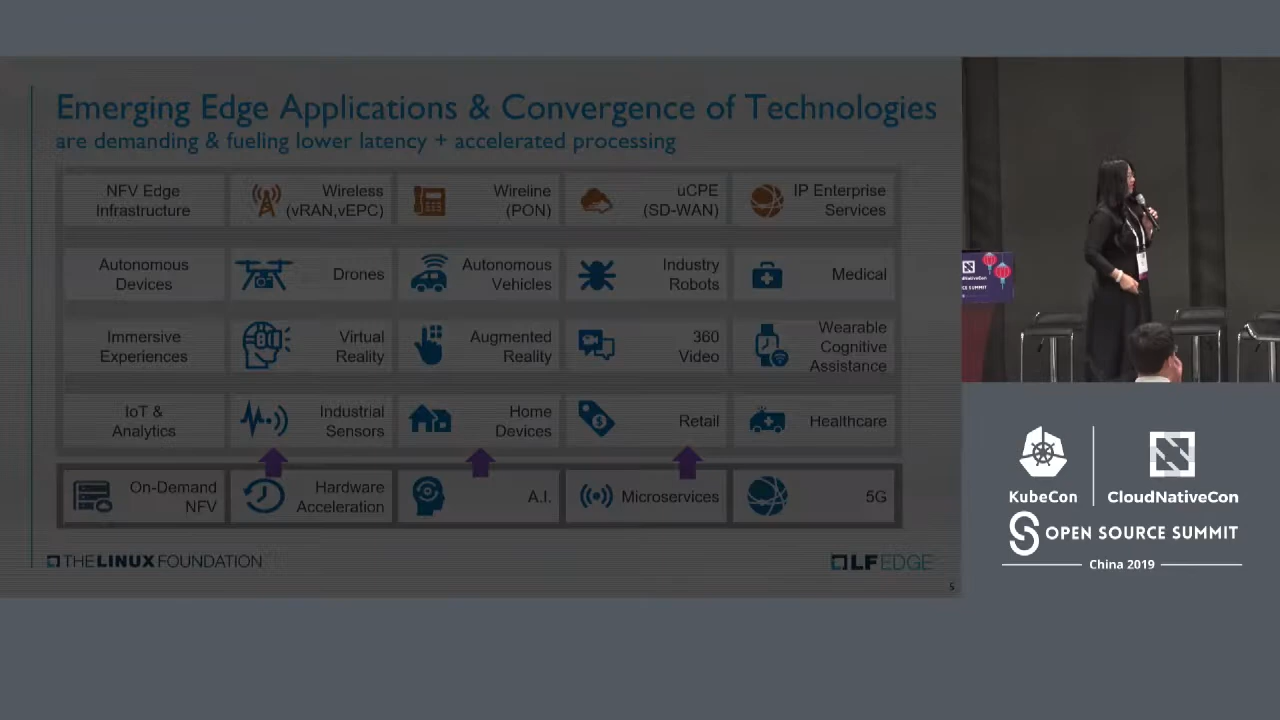 Emerging Edge Applications & Convergence of Technologies
are demanding & fueling lower latency + accelerated processing
NFV Edge
Infrastructure
Wireless
(vRAN,vEPC)
Wireline
(PON)
uCPE
(SD-WAN)
IP Enterprise
Services
Autonomous
Devices
Drones
Autonomous
Vehicles
Industry
Robots
Medical
Immersive
Experiences
Virtual
Reality
Augmented
Reality
360
Video
Wearable
Cognitive
Assistance
IoT &
Analytics
Industrial
Sensors
Home
Devices
Retail
Healthcare
On-Demand
NFV
Hardware
Acceleration
A.I.
Microservices
5G
THE LINUX FOUNDATION
LF EDGE
5
KubeCon
CloudNativeCon
OPEN SOURCE SUMMIT
China 2019